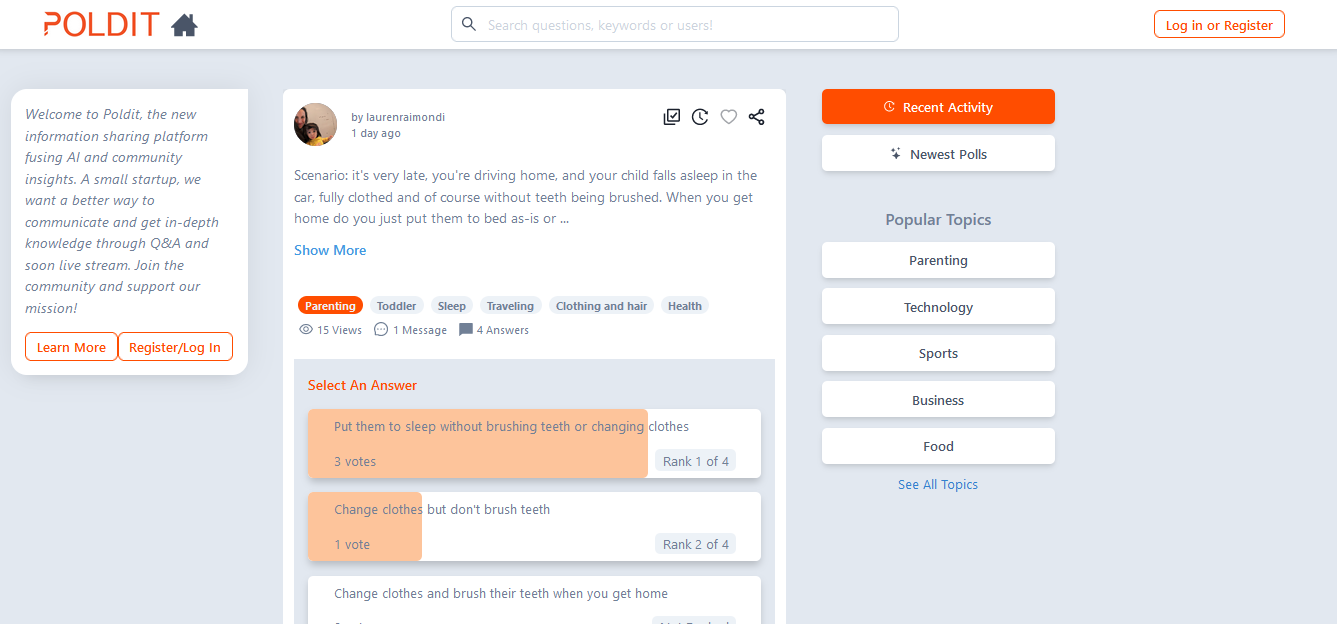 POLDIT
Search questions, keywords or users!
Log in or Register
Welcome to Poldit, the new
information sharing platform
fusing AI and community
insights. A small startup, we
want a better way to
communicate and get in-depth
knowledge through Q&A and
soon live stream. Join the
community and support our
mission!
Learn More
Register/Log In
by laurenraimondi
1 day ago
Scenario: it's very late, you're driving home, and your child falls asleep in the
car, fully clothed and of course without teeth being brushed. When you get
home do you just put them to bed as-is or ...
Show More
Parenting Toddler Sleep Traveling Clothing and hair Health
15 Views 1 Message 4 Answers
Select An Answer
Put them to sleep without brushing teeth or changing clothes
3 votes Rank 1 of 4
Change clothes but don't brush teeth
1 vote Rank 2 of 4
Change clothes and brush their teeth when you get home
Recent Activity
Newest Polls
Popular Topics
Parenting
Technology
Sports
Business
Food
See All Topics